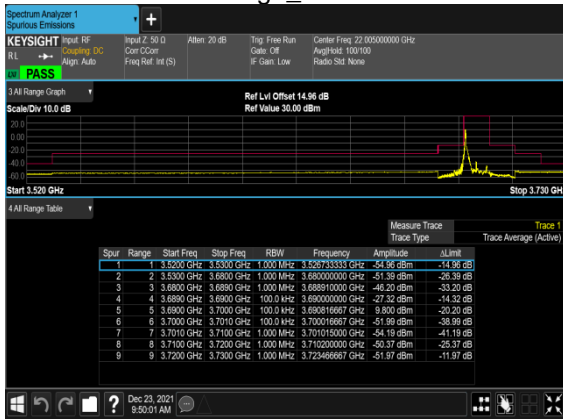 Spectrum Analyzer 1
Spurious Emissions
+
KEYSIGHT Input: RF Input Z: 50 Ω Atten: 20 dB Trig: Free Run Center Freq: 22.005000000 GHz
RL Coupling: DC Corr CCorr Gate: Off Avg|Hold: 100/100
Align: Auto Freq Ref: Int (S) IF Gain: Low Radio Std: None
PASS
3 All Range Graph Ref Lvl Offset 14.96 dB
Scale/Div 10.0 dB Ref Value 30.00 dBm
20.0
0.00
-20.0
-40.0
-60.0
Start 3.520 GHz Stop 3.730 GH
4 All Range Table
Measure Trace Trace 1
Trace Type Trace Average (Active)
Spur Range Start Freq Stop Freq RBW Frequency Amplitude ΔLimit
1 1 3.5200 GHz 3.5300 GHz 1.000 MHz 3.526733333 GHz -54.96 dBm -14.96 dB
2 2 3.5300 GHz 3.6800 GHz 1.000 MHz 3.680000000 GHz -51.39 dBm -26.39 dB
3 3 3.6800 GHz 3.6890 GHz 1.000 MHz 3.688910000 GHz -46.20 dBm -33.20 dB
4 4 3.6890 GHz 3.6900 GHz 100.0 kHz 3.690000000 GHz -27.32 dBm -14.32 dB
5 5 3.6900 GHz 3.7000 GHz 100.0 kHz 3.690816667 GHz 9.800 dBm -20.20 dB
6 6 3.7000 GHz 3.7010 GHz 100.0 kHz 3.700016667 GHz -51.99 dBm -38.99 dB
7 7 3.7010 GHz 3.7100 GHz 1.000 MHz 3.701015000 GHz -54.19 dBm -41.19 dB
8 8 3.7100 GHz 3.7200 GHz 1.000 MHz 3.710200000 GHz -50.37 dBm -25.37 dB
9 9 3.7200 GHz 3.7300 GHz 1.000 MHz 3.723466667 GHz -51.97 dBm -11.97 dB
? Dec 23, 2021
9:50:01 AM